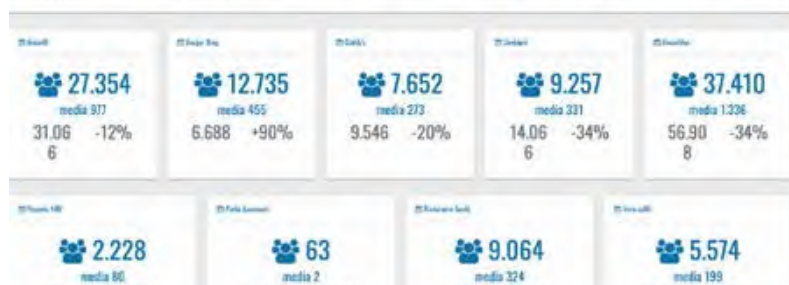 27.354
media 977
31.06 -12%
6
12.735
media 455
6.688 +90%
7.652
media 273
9.546 -20%
9.257
media 331
14.06 -34%
6
37.410
media 1.336
56.90 -34%
8
2.228
media 80
63
media 2
9.064
media 324
5.574
media 199